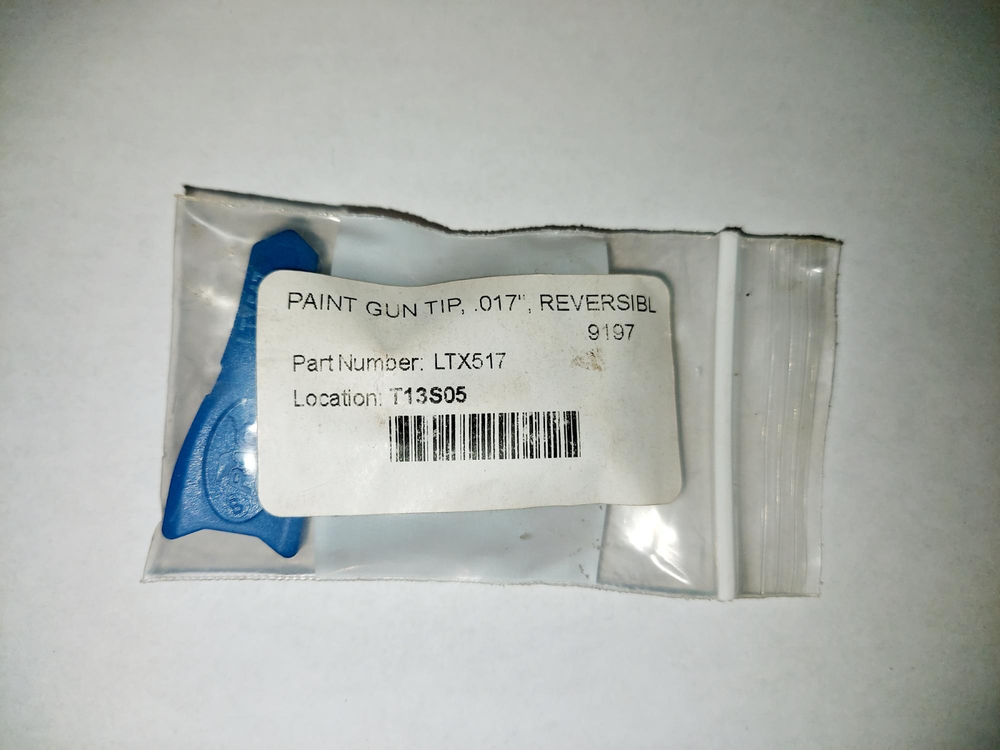 PAINT GUN TIP, .017", REVERSIBL
9197
Part Number: LTX517
Location: T13S05